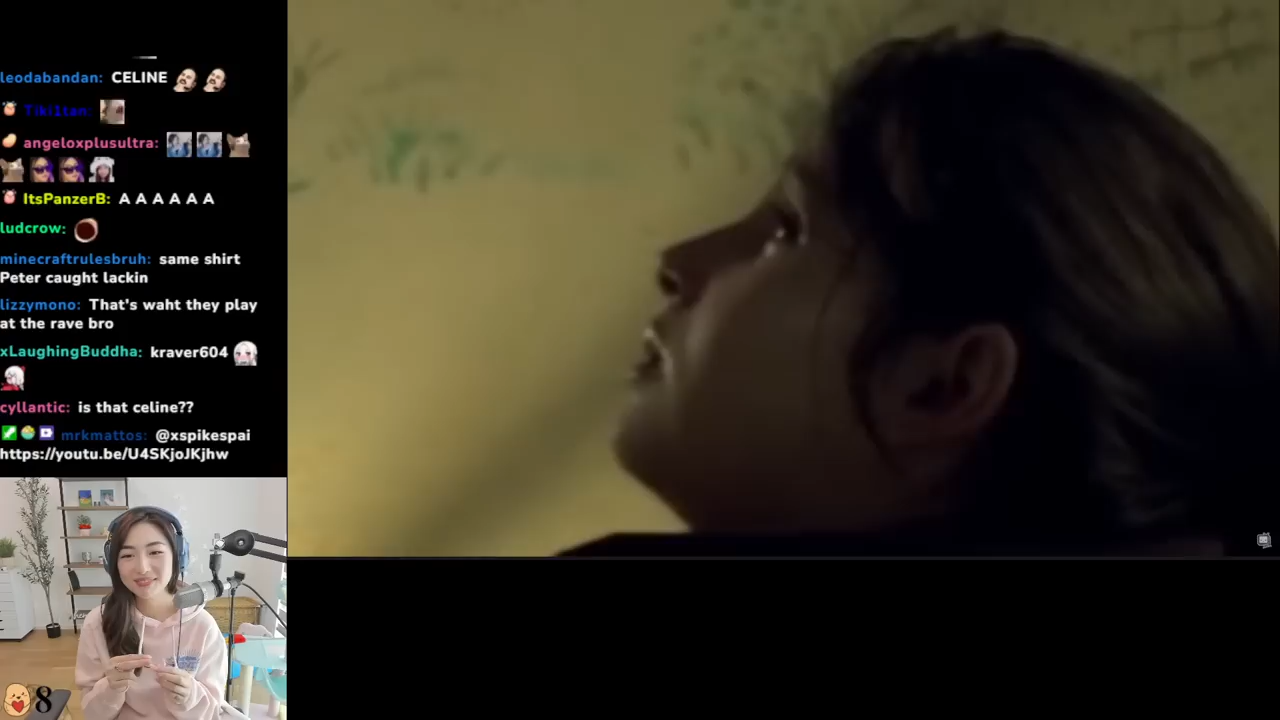 leodabandan: CELINE
Tiki1tan:
angeloxplusultra:
ItsPanzerB: A A A A A A
ludcrow:
minecraftrulesbruh: same shirt
Peter caught lackin
lizzymono: That's waht they play
at the rave bro
xLaughingBuddha: kraver604
cyllantic: is that celine??
mrkmattos: @xspikespai
https://youtu.be/U4SKjoJKjhw
8